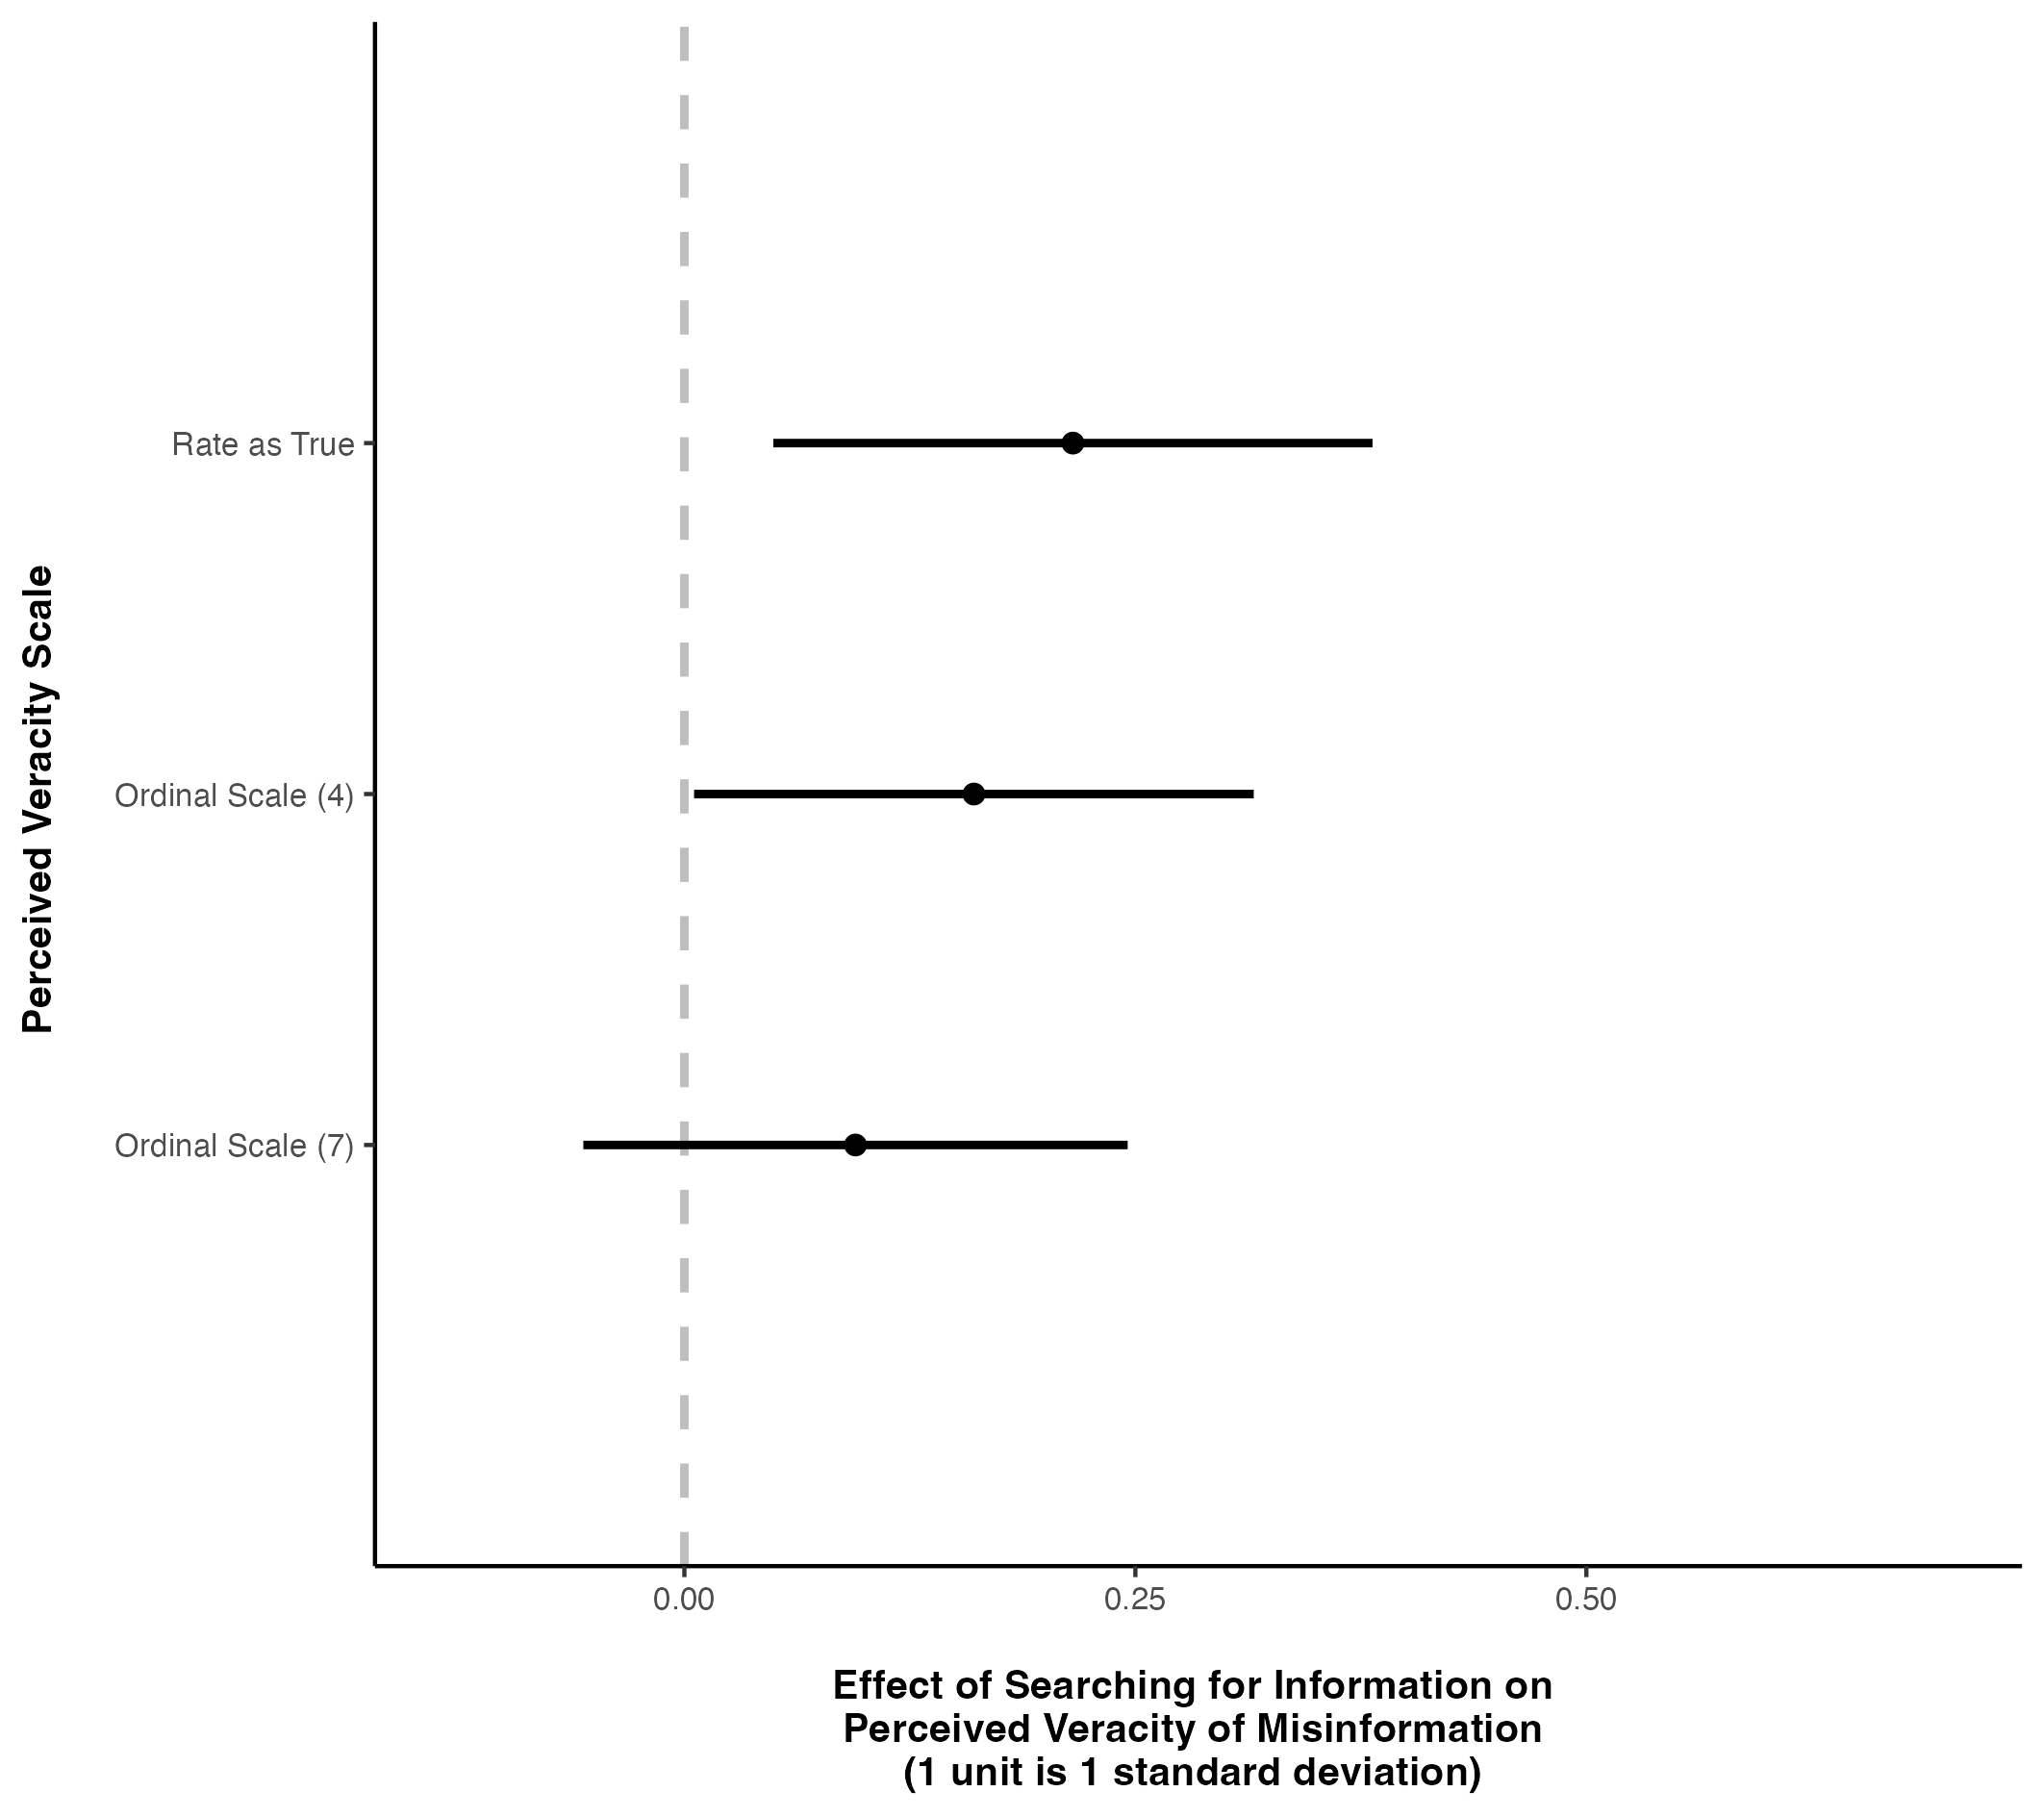 Perceived Veracity Scale
Rate as True
Ordinal Scale (4)
Ordinal Scale (7)
0.00
0.25
0.50
Effect of Searching for Information on
Perceived Veracity of Misinformation
(1 unit is 1 standard deviation)